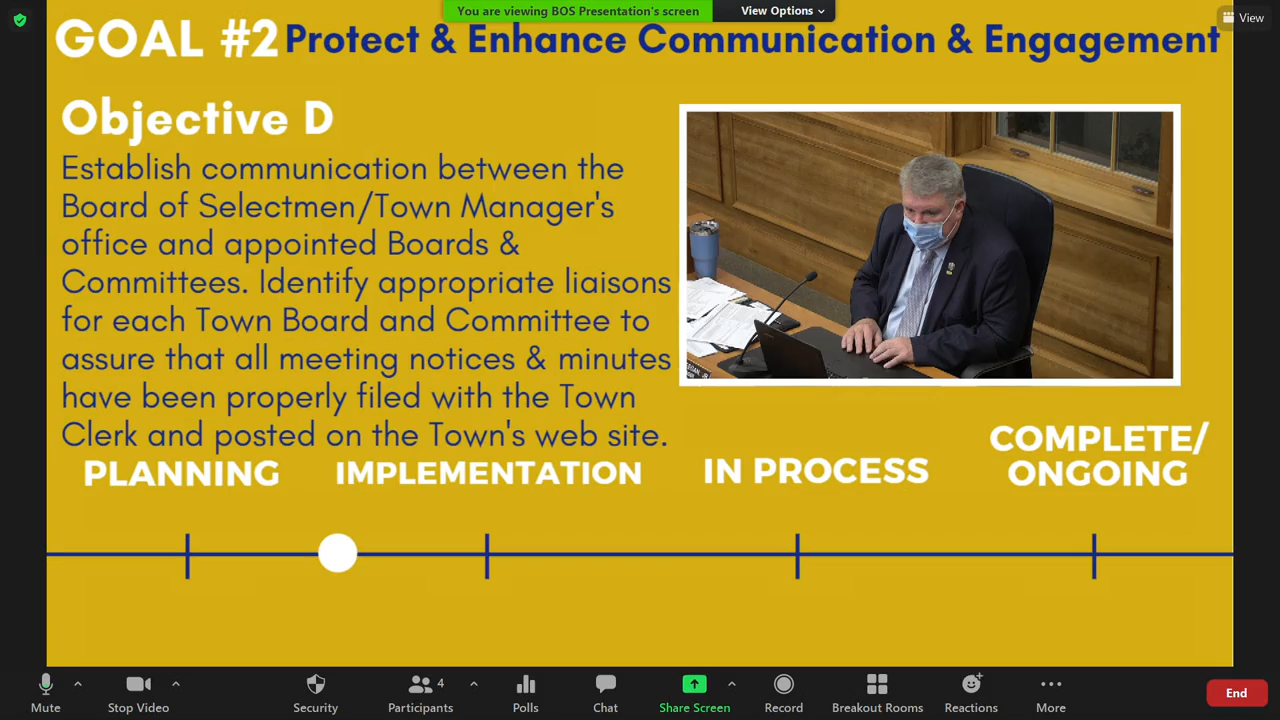 You are viewing BOS Presentation's screen
View Options
View
GOAL #2 Protect & Enhance Communication & Engagement
Objective D
Establish communication between the
Board of Selectmen/Town Manager's
office and appointed Boards &
Committees. Identify appropriate liaisons
for each Town Board and Committee to
assure that all meeting notices & minutes
have been properly filed with the Town
Clerk and posted on the Town's web site.
PLANNING
IMPLEMENTATION
IN PROCESS
COMPLETE/
ONGOING
Mute
Stop Video
Security
Participants 4
Polls
Chat
Share Screen
Record
Breakout Rooms
Reactions
More
End